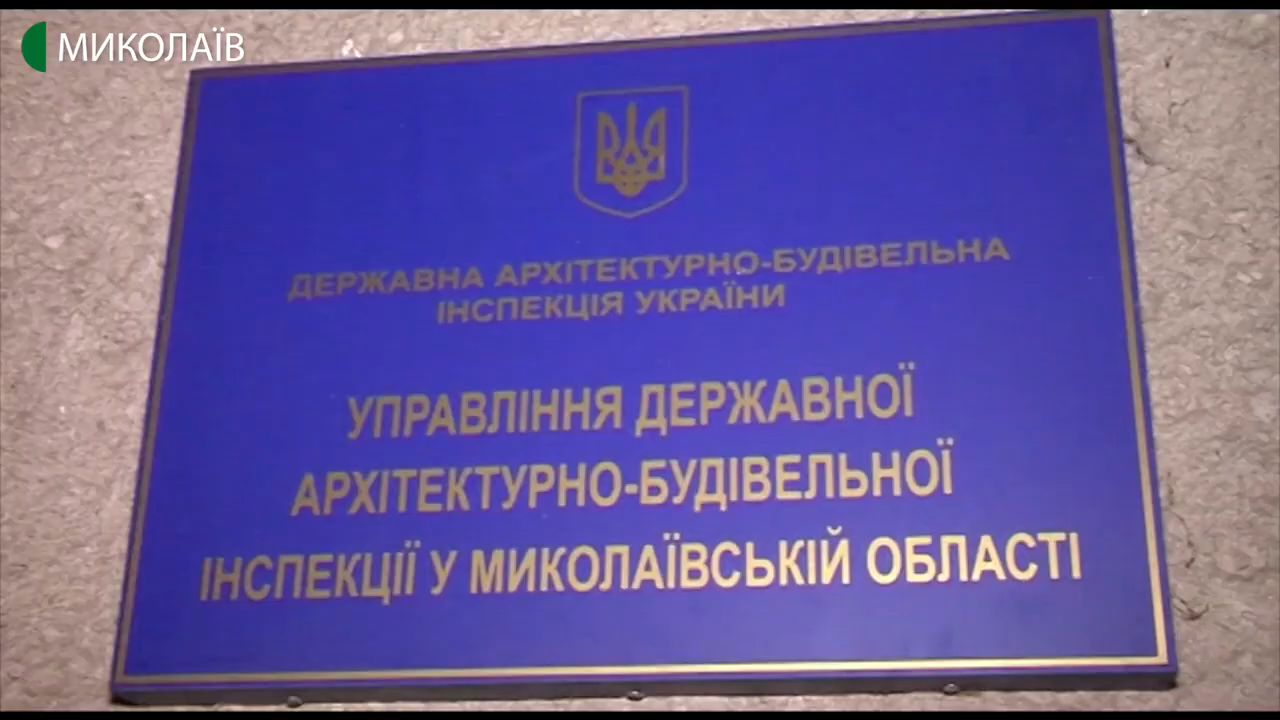 МИКОЛАЇВ
ДЕРЖАВНА АРХІТЕКТУРНО-БУДІВЕЛЬНА
ІНСПЕКЦІЯ УКРАЇНИ
УПРАВЛІННЯ ДЕРЖАВНОЇ
АРХІТЕКТУРНО-БУДІВЕЛЬНОЇ
ІНСПЕКЦІЇ У МИКОЛАЇВСЬКІЙ ОБЛАСТІ